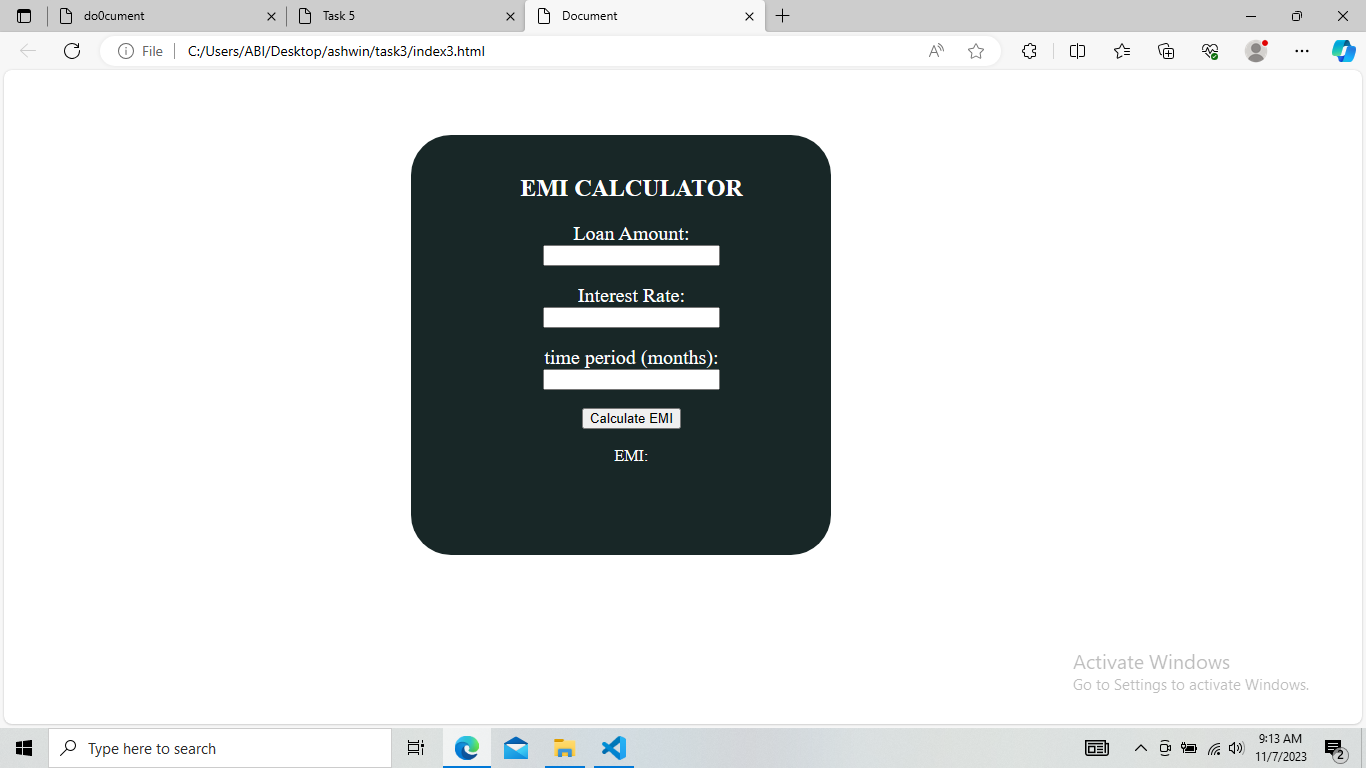 do0cument
Task 5
Document
File
C:/Users/ABI/Desktop/ashwin/task3/index3.html
EMI CALCULATOR
Loan Amount:
Interest Rate:
time period (months):
Calculate EMI
EMI:
Activate Windows
Go to Settings to activate Windows.
Type here to search
9:13 AM
11/7/2023
2